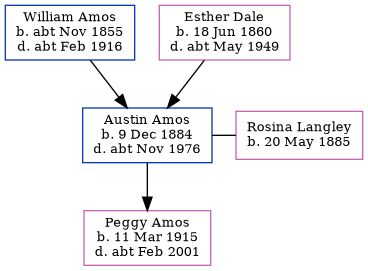 William Amos
b. abt Nov 1855
d. abt Feb 1916
Esther Dale
b. 18 Jun 1860
d. abt May 1949
Austin Amos
b. 9 Dec 1884
d. abt Nov 1976
Rosina Langley
b. 20 May 1885
Peggy Amos
b. 11 Mar 1915
d. abt Feb 2001